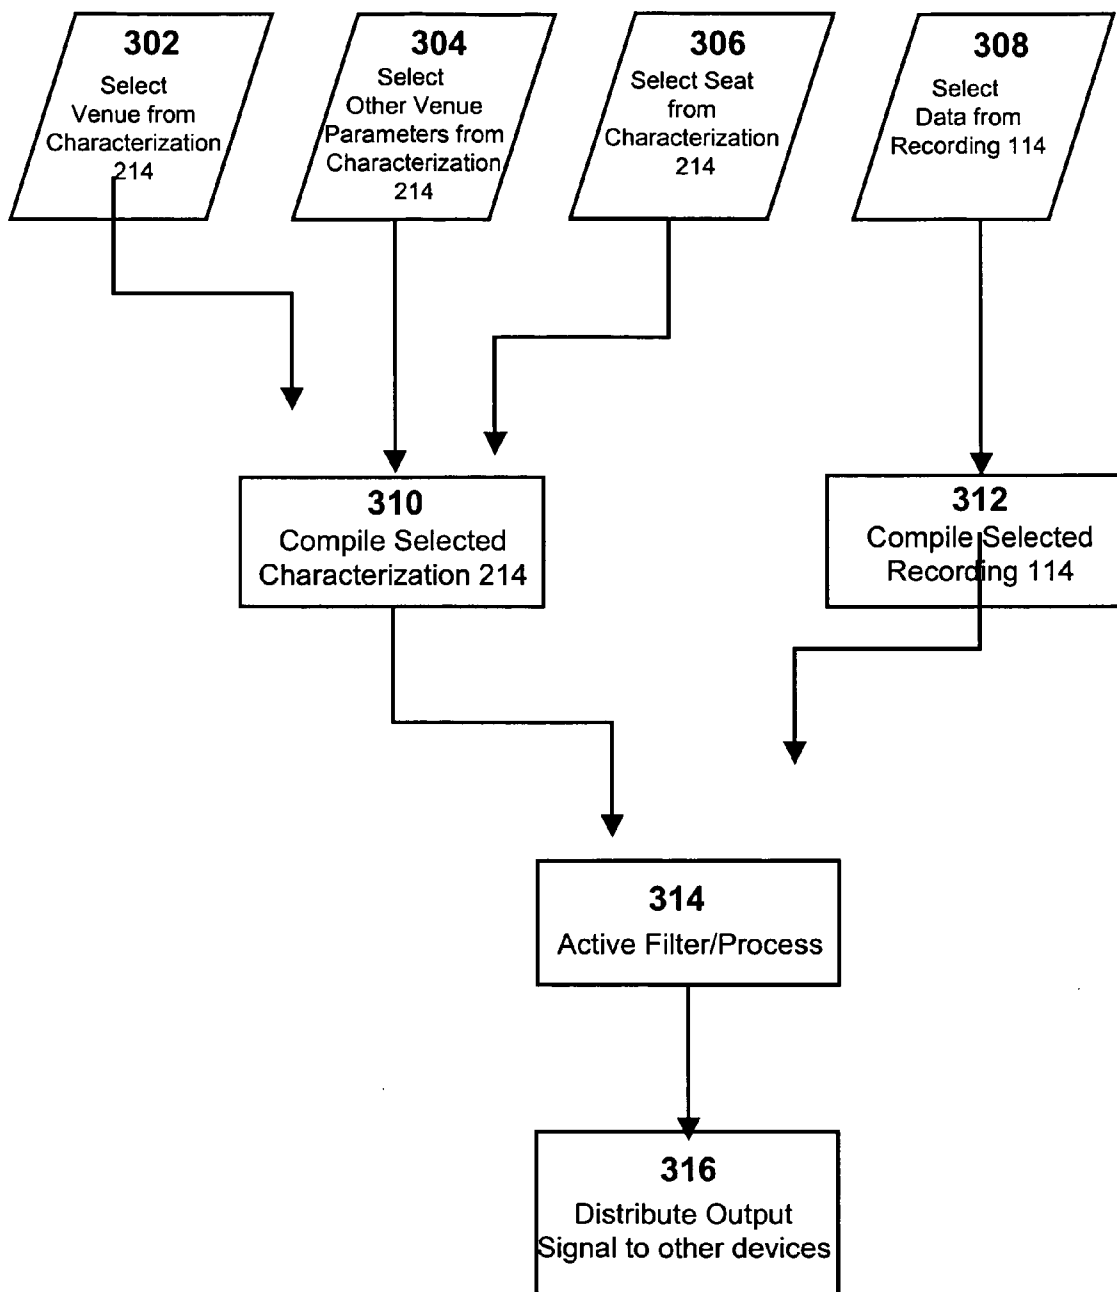 302
Select
Venue from
Characterization
214
304
Select
Other Venue
Parameters from
Characterization
214
306
Select Seat
from
Characterization
214
308
Select
Data from
Recording 114
310
Compile Selected
Characterization 214
312
Compile Selected
Recording 114
314
Active Filter/Process
316
Distribute Output
Signal to other devices